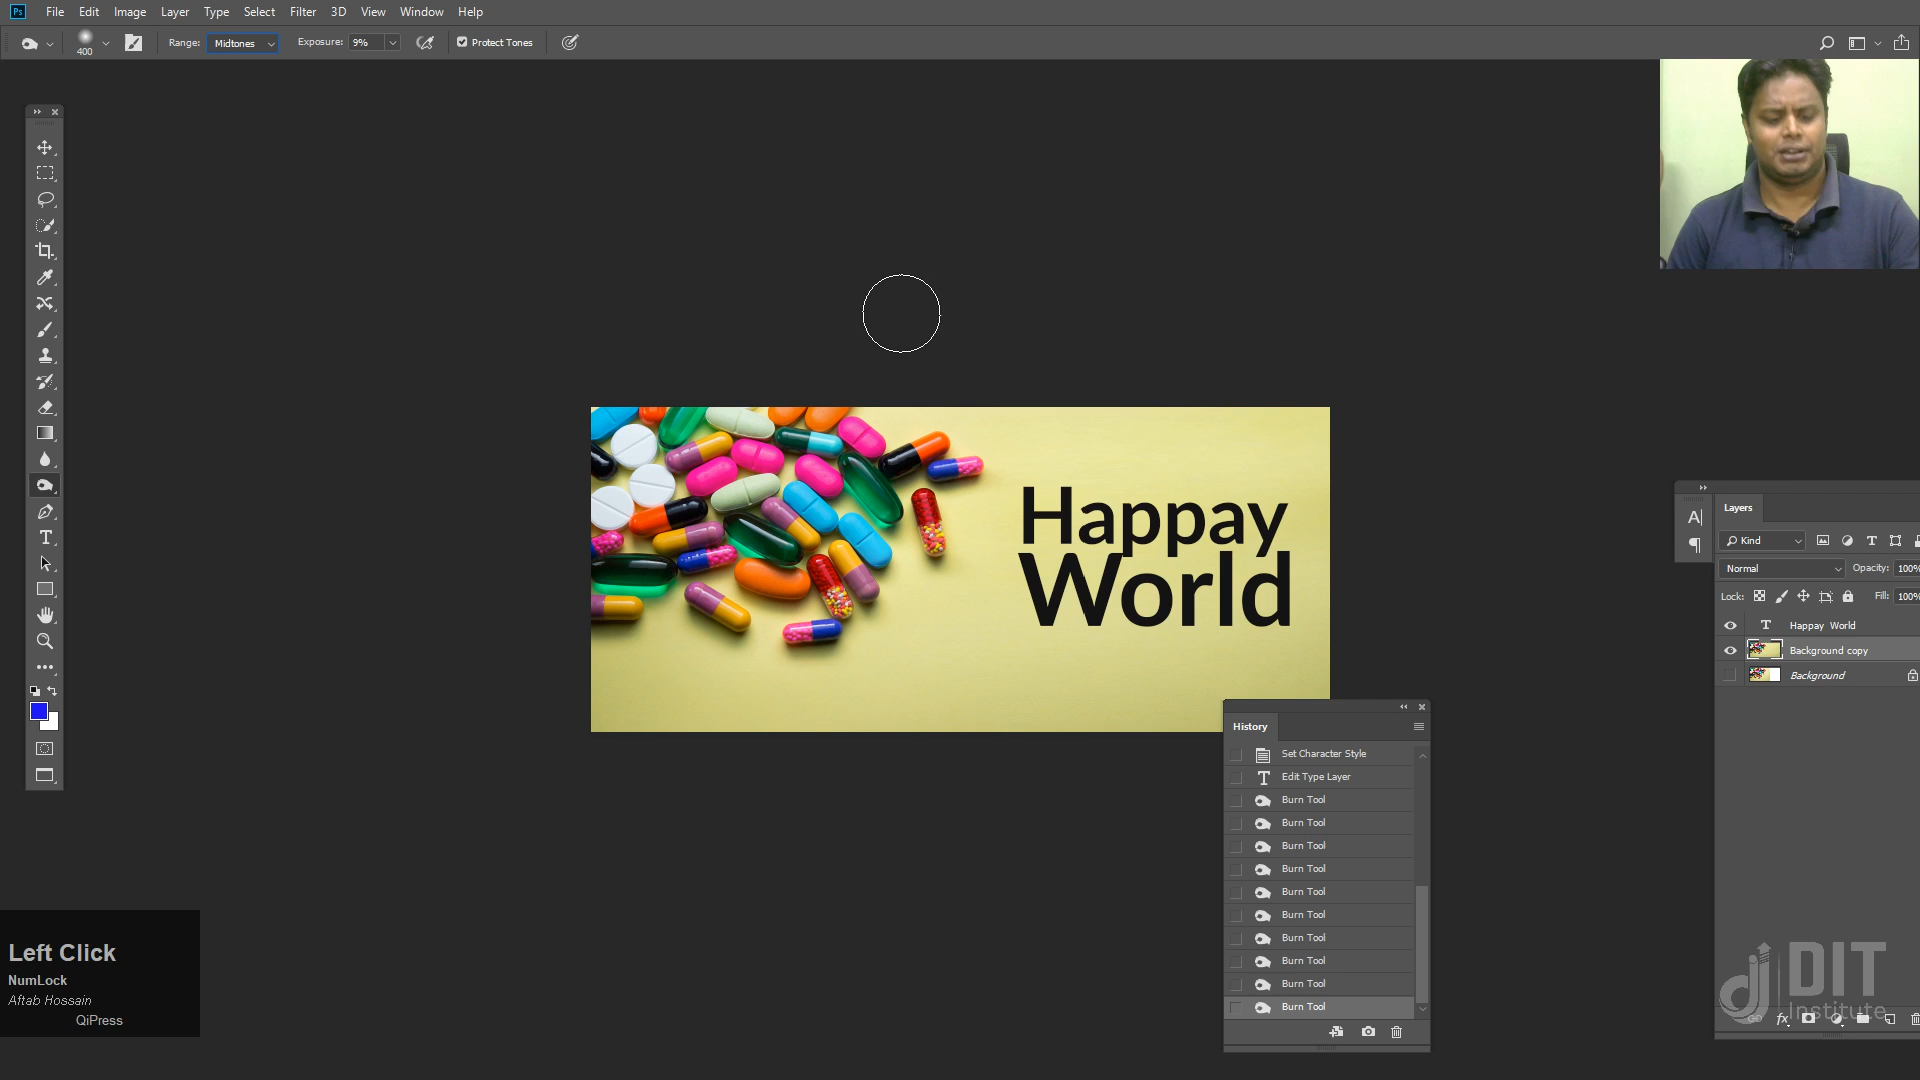 Ps File Edit Image Layer Type Select Filter 3D View Window Help
400 Range: Midtones Exposure: 9% Protect Tones
Happay
World
Layers
Kind
Normal Opacity: 100%
Lock: Fill: 100%
Happay World
Background copy
Background
History
Set Character Style
Edit Type Layer
Burn Tool
Burn Tool
Burn Tool
Burn Tool
Burn Tool
Burn Tool
Burn Tool
Burn Tool
Burn Tool
Burn Tool
Left Click
NumLock
Aftab Hossain
QiPress
DIT
Institute